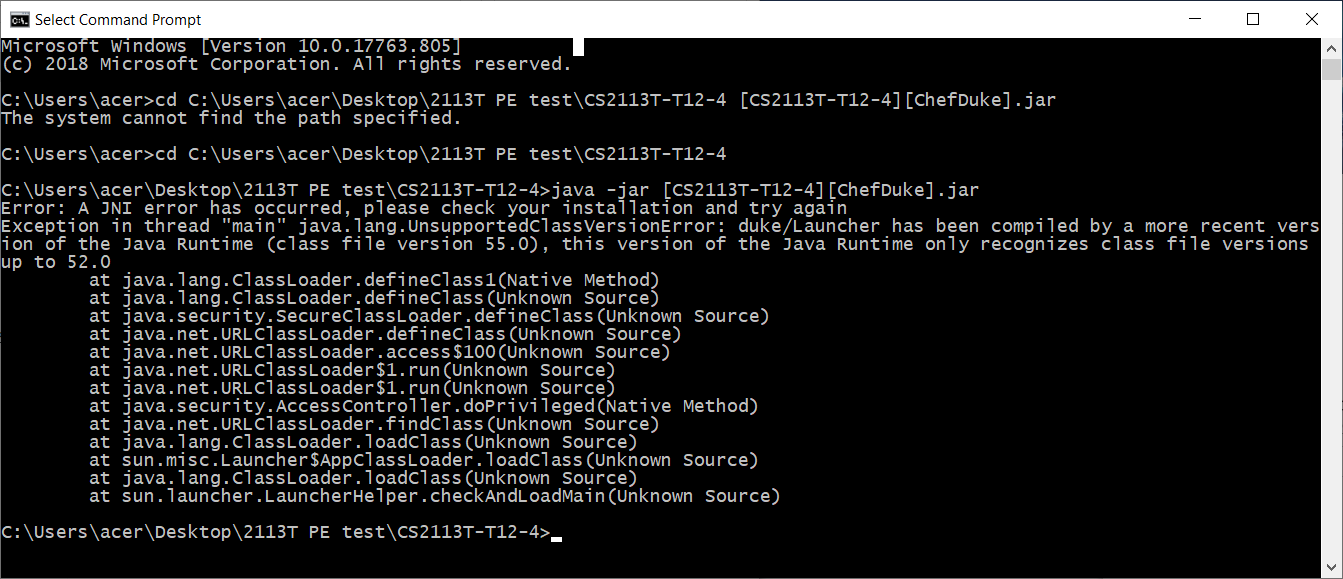 Select Command Prompt
Microsoft Windows [Version 10.0.17763.805]
(c) 2018 Microsoft Corporation. All rights reserved.
C:\Users\acer>cd C:\Users\acer\Desktop\2113T PE test\CS2113T-T12-4 [CS2113T-T12-4][ChefDuke].jar
The system cannot find the path specified.
C:\Users\acer>cd C:\Users\acer\Desktop\2113T PE test\CS2113T-T12-4
C:\Users\acer\Desktop\2113T PE test\CS2113T-T12-4>java -jar [CS2113T-T12-4][ChefDuke].jar
Error: A JNI error has occurred, please check your installation and try again
Exception in thread "main" java.lang.UnsupportedClassVersionError: duke/Launcher has been compiled by a more recent vers
ion of the Java Runtime (class file version 55.0), this version of the Java Runtime only recognizes class file versions
up to 52.0
at java.lang.ClassLoader.defineClass1(Native Method)
at java.lang.ClassLoader.defineClass(Unknown Source)
at java.security.SecureClassLoader.defineClass(Unknown Source)
at java.net.URLClassLoader.defineClass(Unknown Source)
at java.net.URLClassLoader.access$100(Unknown Source)
at java.net.URLClassLoader$1.run(Unknown Source)
at java.net.URLClassLoader$1.run(Unknown Source)
at java.security.AccessController.doPrivileged(Native Method)
at java.net.URLClassLoader.findClass(Unknown Source)
at java.lang.ClassLoader.loadClass(Unknown Source)
at sun.misc.Launcher$AppClassLoader.loadClass(Unknown Source)
at java.lang.ClassLoader.loadClass(Unknown Source)
at sun.launcher.LauncherHelper.checkAndLoadMain(Unknown Source)
C:\Users\acer\Desktop\2113T PE test\CS2113T-T12-4>